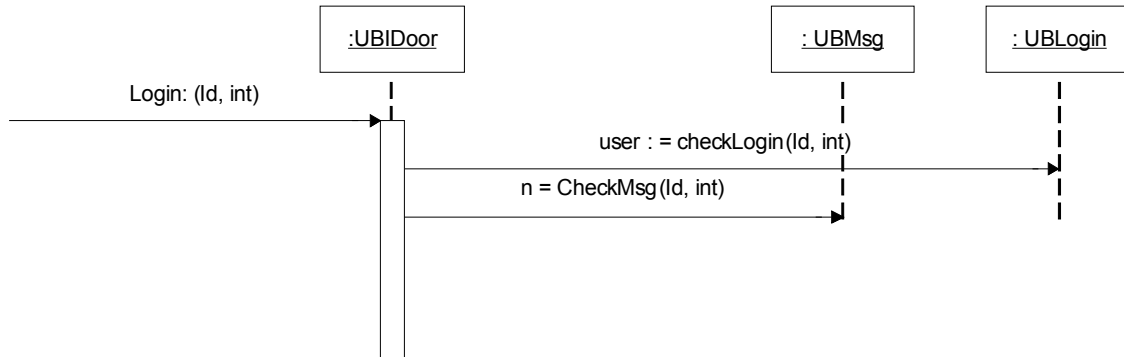 :UBIDoor
: UBMsg
: UBLogin
Login: (Id, int)
user : = checkLogin(Id, int)
n = CheckMsg(Id, int)